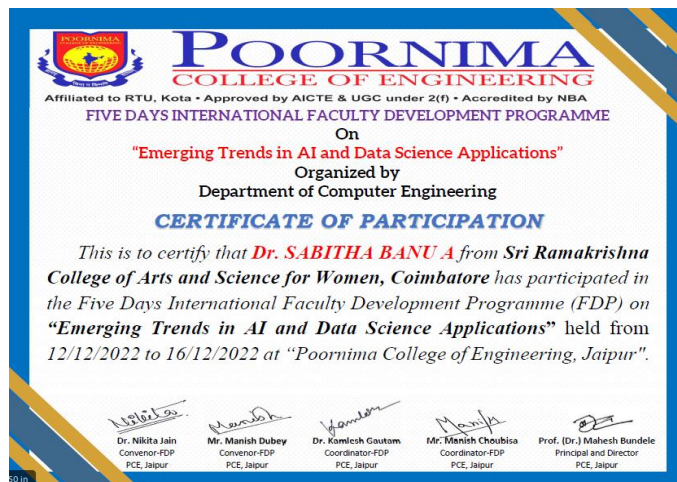 POORNIMA
COLLEGE OF ENGINEERING
Affiliated to RTU, Kota • Approved by AICTE & UGC under 2(f) • Accredited by NBA
FIVE DAYS INTERNATIONAL FACULTY DEVELOPMENT PROGRAMME
On
“Emerging Trends in AI and Data Science Applications”
Organized by
Department of Computer Engineering
CERTIFICATE OF PARTICIPATION
This is to certify that Dr. SABITHA BANU A from Sri Ramakrishna
College of Arts and Science for Women, Coimbatore has participated in
the Five Days International Faculty Development Programme (FDP) on
“Emerging Trends in AI and Data Science Applications” held from
12/12/2022 to 16/12/2022 at “Poornima College of Engineering, Jaipur".
Nikita Manish Kamlesh Manish
Dr. Nikita Jain Mr. Manish Dubey Dr. Kamlesh Gautam Mr. Manish Choubisa Prof. (Dr.) Mahesh Bundele
Convenor-FDP Convenor-FDP Coordinator-FDP Coordinator-FDP Principal and Director
PCE, Jaipur PCE, Jaipur PCE, Jaipur PCE, Jaipur PCE, Jaipur